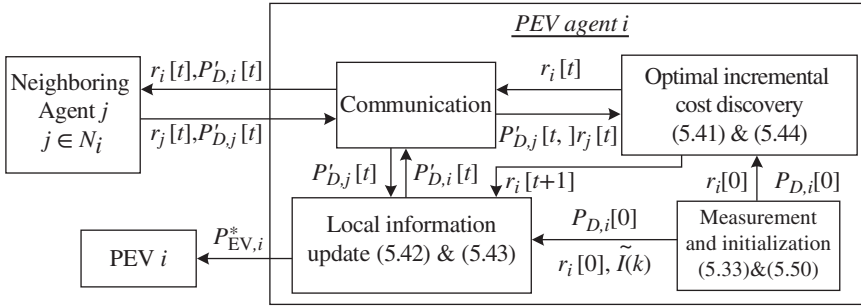 PEV agent i
Neighboring
Agent j
j ∈ N_i
r_i[t],P′_{D,i}[t]
r_j[t],P′_{D,j}[t]
Communication
r_i[t]
P′_{D,j}[t, ]r_j[t]
Optimal incremental
cost discovery
(5.41) & (5.44)
P′_{D,j}[t]
P′_{D,i}[t]
r_i[t+1]
r_i[0]
P_{D,i}[0]
Local information
update (5.42) & (5.43)
P_{D,i}[0]
r_i[0], Ĩ(k)
Measurement
and initialization
(5.33)&(5.50)
P*_{EV,i}
PEV i